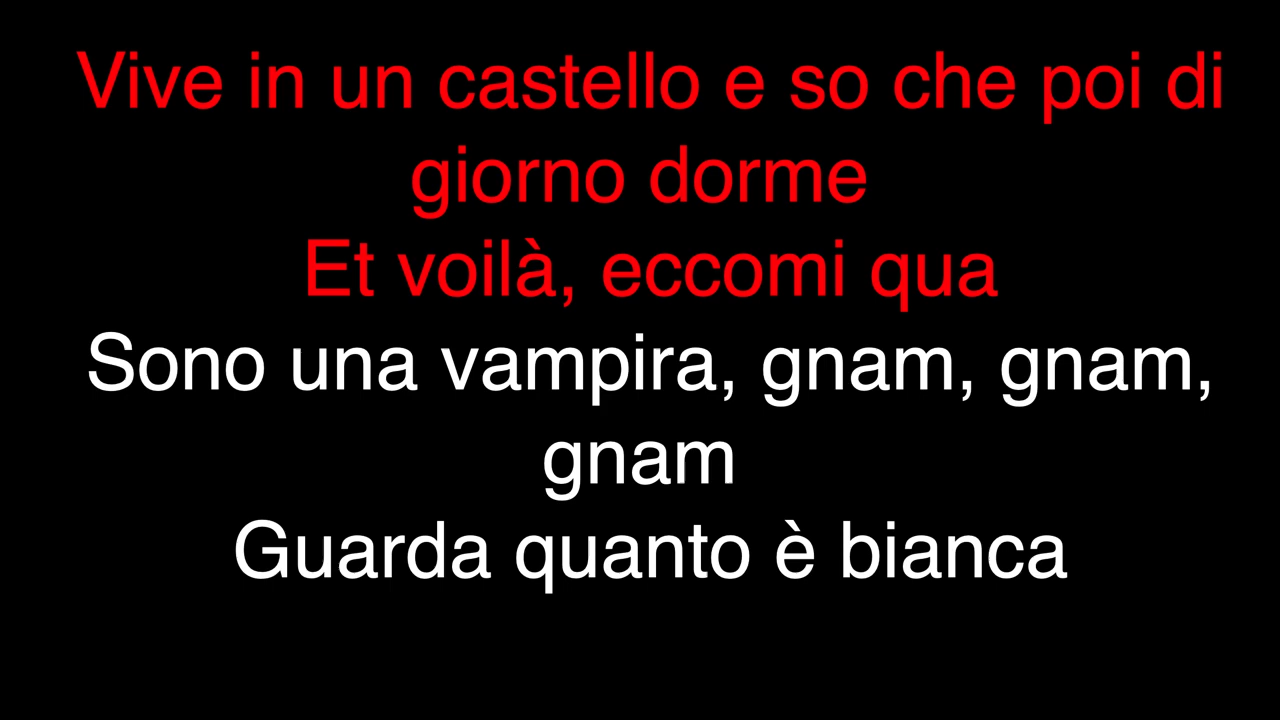 Vive in un castello e so che poi di
giorno dorme
Et voilà, eccomi qua
Sono una vampira, gnam, gnam,
gnam
Guarda quanto è bianca